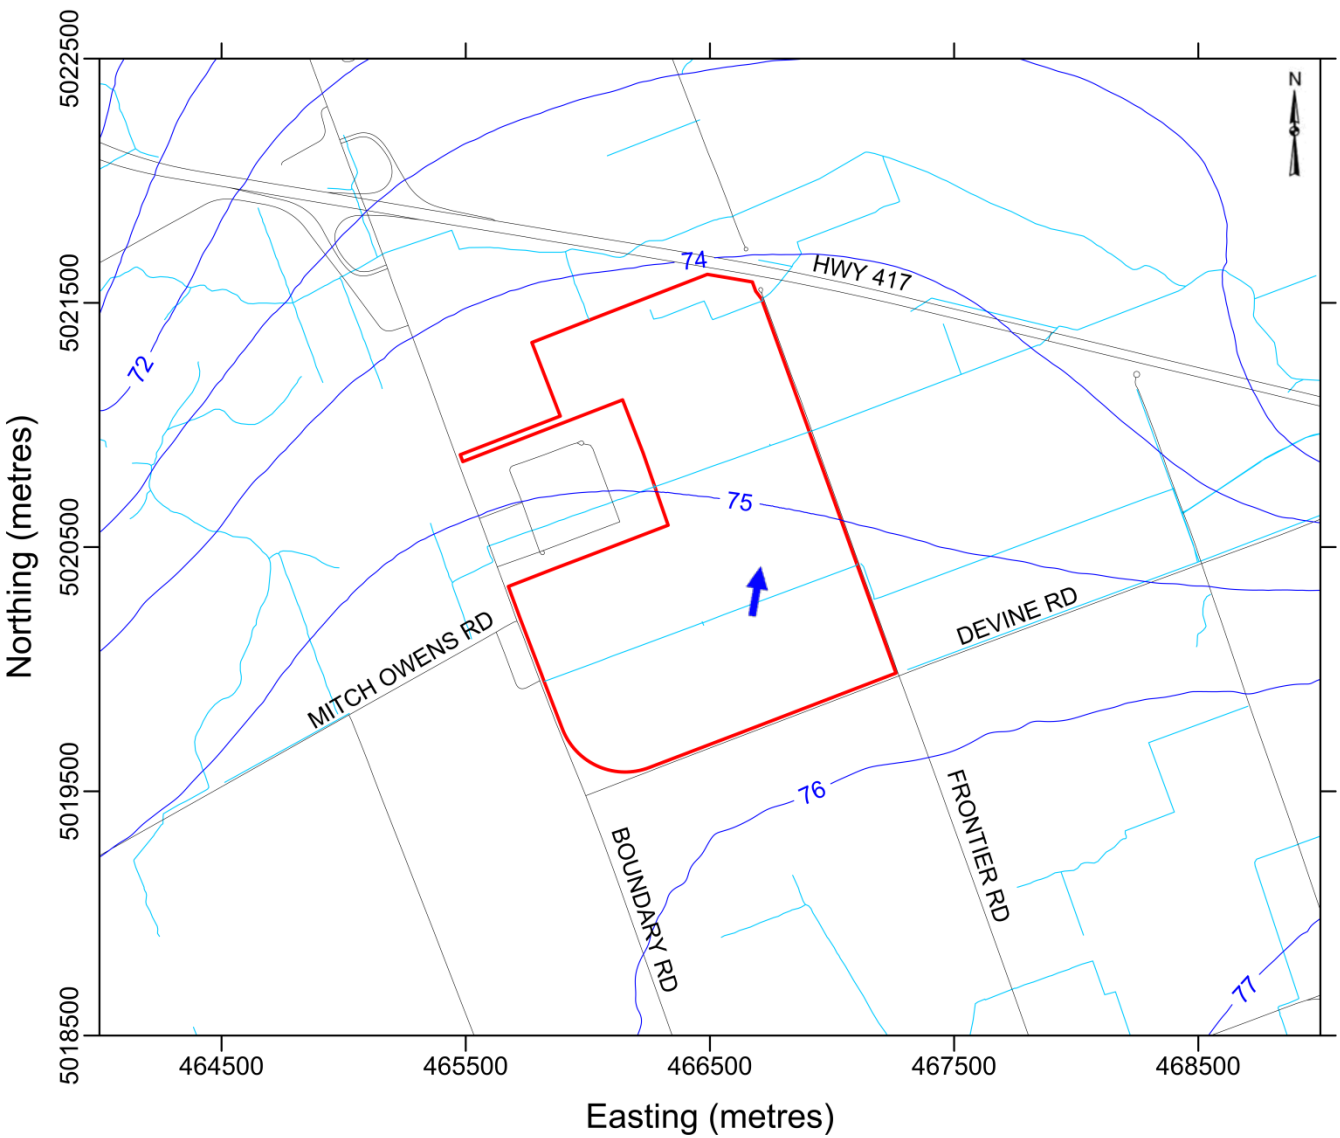 5022500
N
74
HWY 417
5021500
72
Northing (metres)
75
5020500
DEVINE RD
MITCH OWENS RD
76
5019500
FRONTIER RD
BOUNDARY RD
77
5018500
464500
465500
466500
467500
468500
Easting (metres)